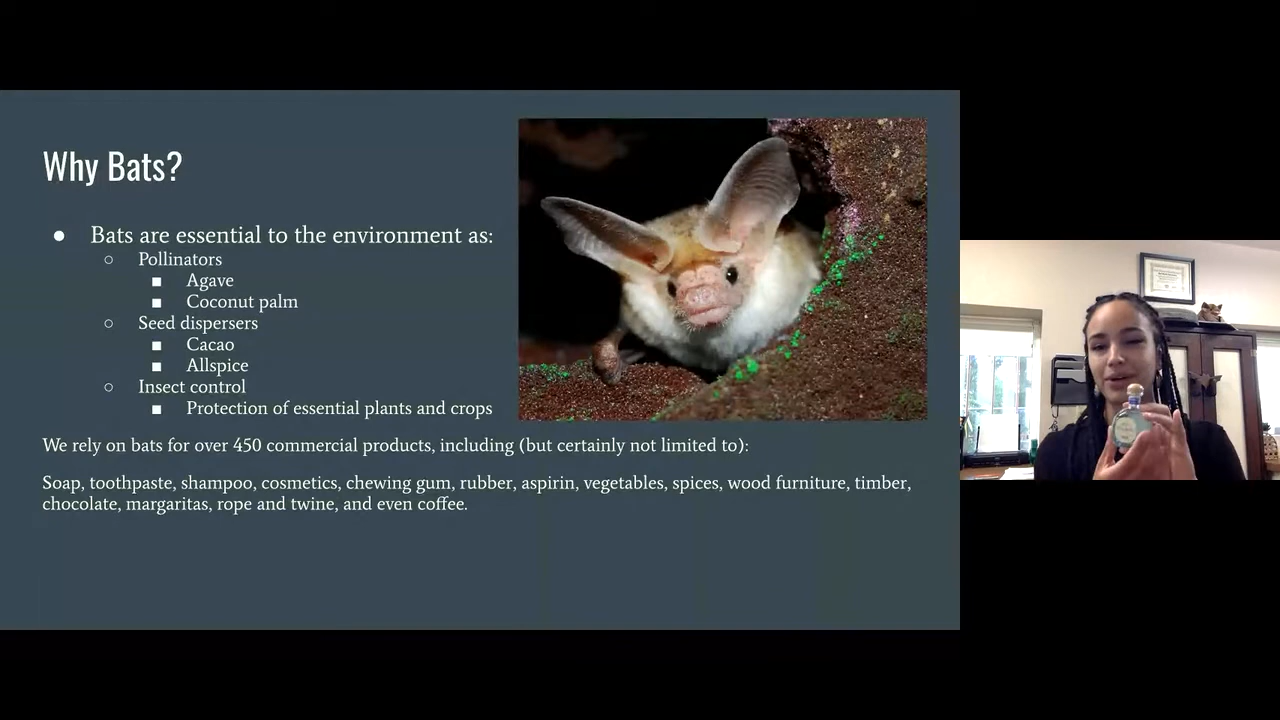 Why Bats?
Bats are essential to the environment as:
Pollinators
Agave
Coconut palm
Seed dispersers
Cacao
Allspice
Insect control
Protection of essential plants and crops
We rely on bats for over 450 commercial products, including (but certainly not limited to):
Soap, toothpaste, shampoo, cosmetics, chewing gum, rubber, aspirin, vegetables, spices, wood furniture, timber,
chocolate, margaritas, rope and twine, and even coffee.